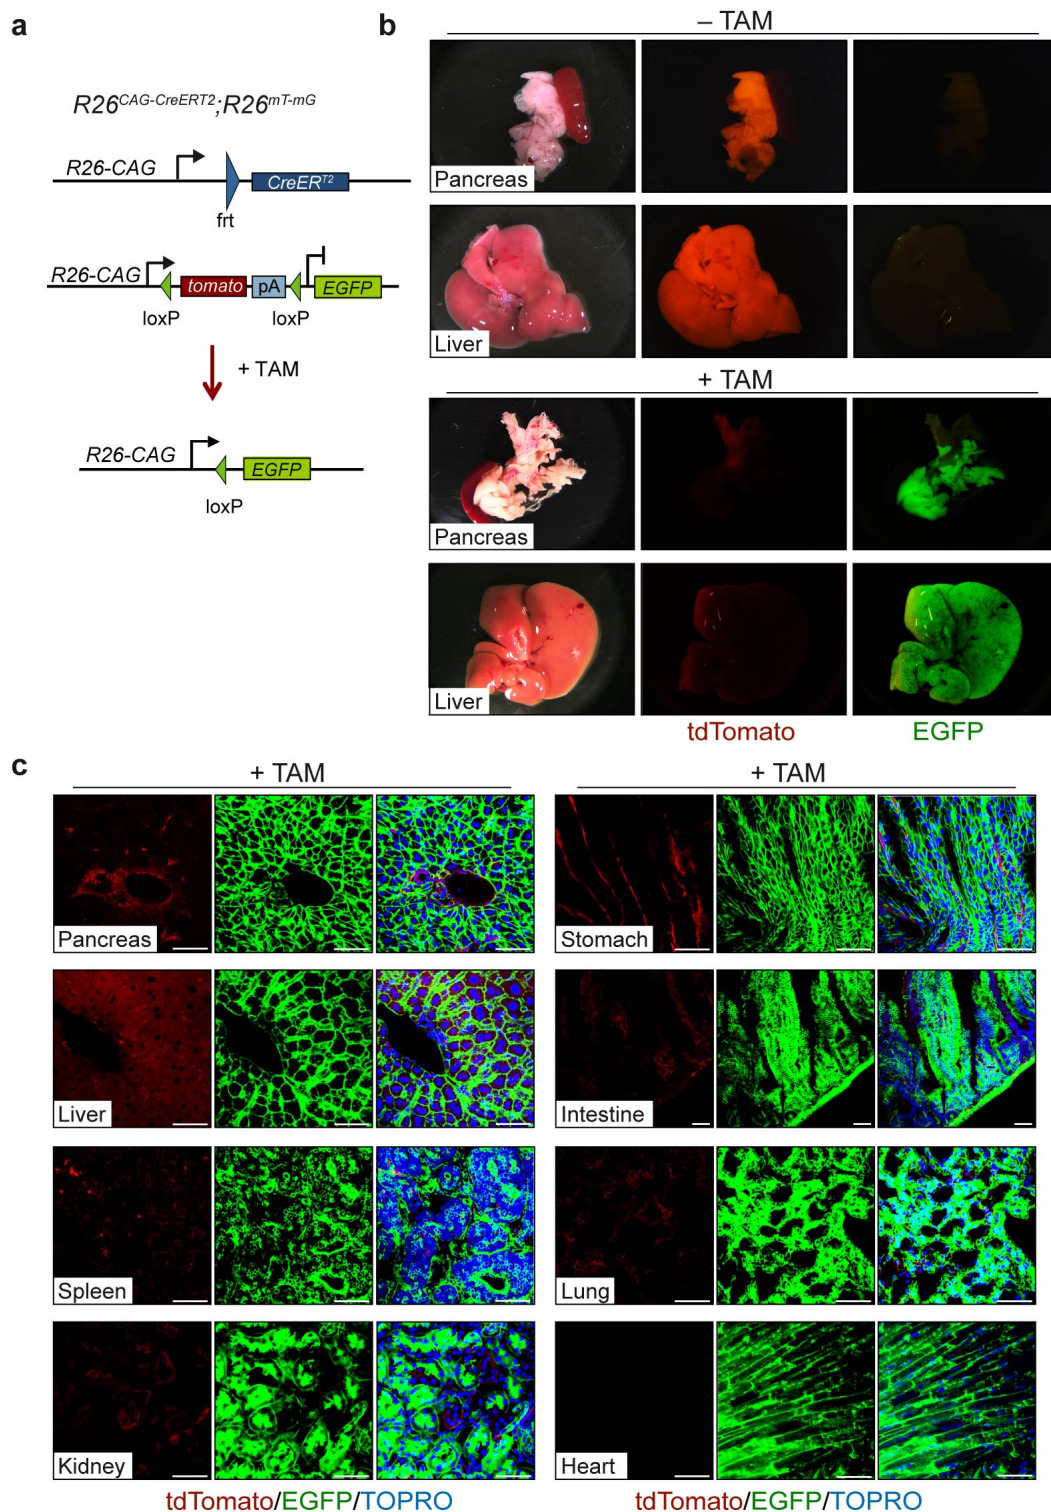 a
R26CAG-CreERT2;R26mT-mG
R26-CAG
CreERT2
frt
R26-CAG
tomato
pA
EGFP
loxP
loxP
+ TAM
R26-CAG
EGFP
loxP
b
– TAM
Pancreas
Liver
+ TAM
Pancreas
Liver
tdTomato
EGFP
c
+ TAM
Pancreas
Liver
Spleen
Kidney
tdTomato/EGFP/TOPRO
+ TAM
Stomach
Intestine
Lung
Heart
tdTomato/EGFP/TOPRO